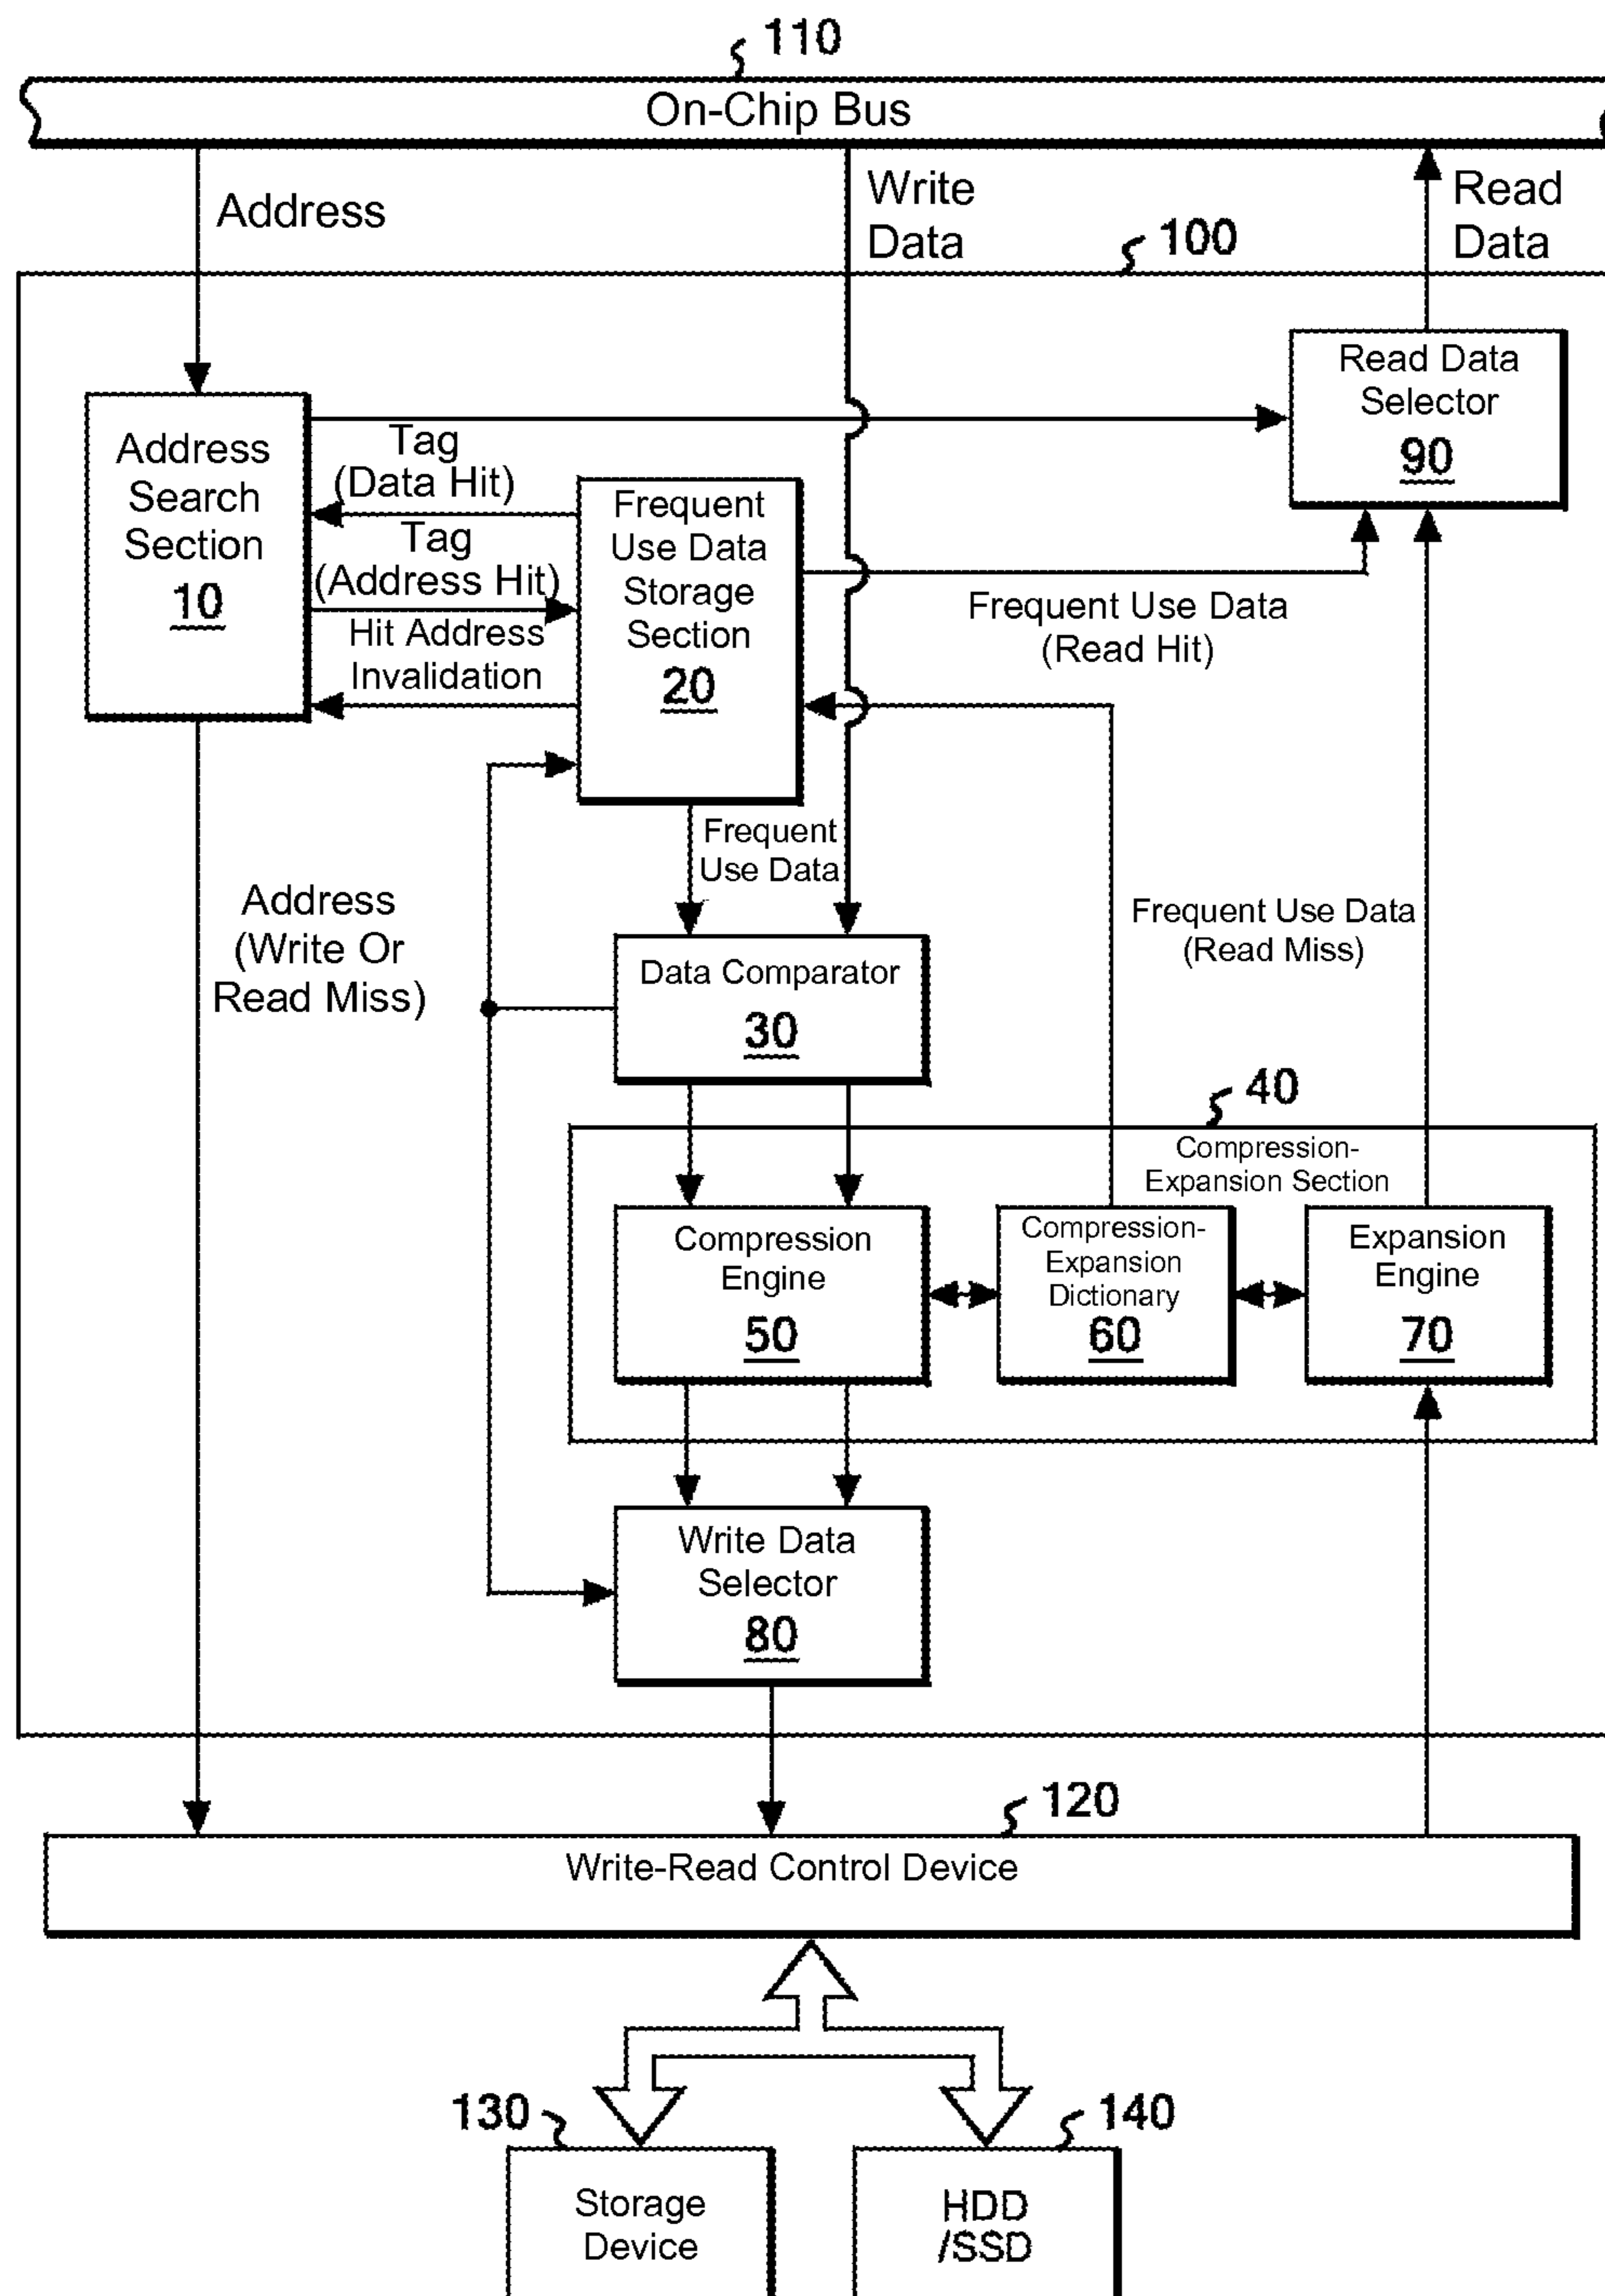 110
On-Chip Bus
Address
Write
Data
Read
Data
100
Read Data
Selector
90
Address
Search
Section
10
Tag
(Data Hit)
Tag
(Address Hit)
Hit Address
Invalidation
Frequent
Use Data
Storage
Section
20
Frequent Use Data
(Read Hit)
Frequent
Use Data
Address
(Write Or
Read Miss)
Frequent Use Data
(Read Miss)
Data Comparator
30
40
Compression-
Expansion Section
Compression
Engine
50
Compression-
Expansion
Dictionary
60
Expansion
Engine
70
Write Data
Selector
80
120
Write-Read Control Device
130
140
Storage
Device
HDD
/SSD